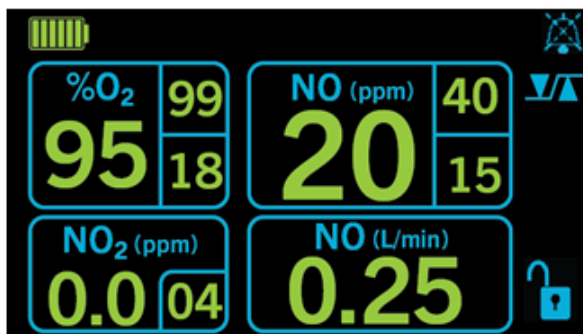 %O₂ 99 NO (ppm) 40
95 18 20 15
NO₂ (ppm) NO (L/min)
0.0 04 0.25